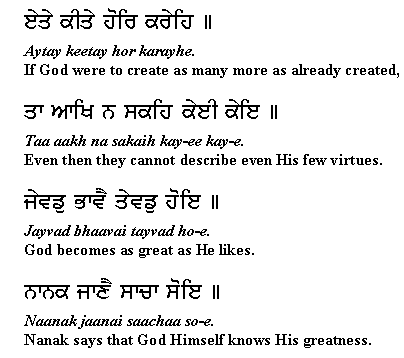 ਏਤੇ ਕੀਤੇ ਹੋਰਿ ਕਰੇਹਿ ॥
Aytay keetay hor karayhe.
If God were to create as many more as already created,
ਤਾ ਆਖਿ ਨ ਸਕਹਿ ਕੇਈ ਕੇਇ ॥
Taa aakh na sakaih kay-ee kay-e.
Even then they cannot describe even His few virtues.
ਜੇਵਡੁ ਭਾਵੈ ਤੇਵਡੁ ਹੋਇ ॥
Jayvad bhaavai tayvad ho-e.
God becomes as great as He likes.
ਨਾਨਕ ਜਾਣੈ ਸਾਚਾ ਸੋਇ ॥
Naanak jaanai saachaa so-e.
Nanak says that God Himself knows His greatness.